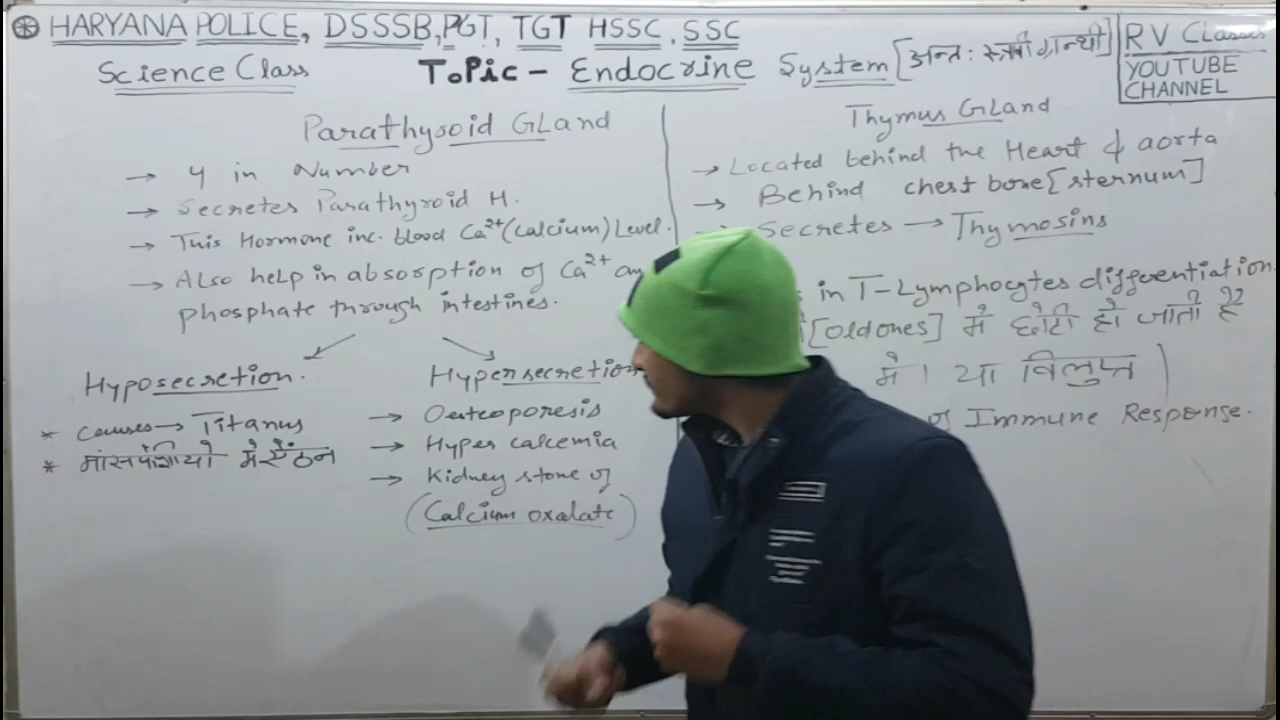 HARYANA POLICE, DSSSB, PGT, TGT HSSC, SSC
Science Class
Topic - Endocrine System [अन्त: स्त्रावी ग्रन्थी]
RV Classes
YOUTUBE
CHANNEL
Parathyroid Gland
→ 4 in Number
→ Secretes Parathyroid H.
→ This Hormone inc. blood Ca²⁺(calcium) Level.
→ Also help in absorption of Ca²⁺
phosphate through intestines.
Hyposecretion.
* causes → Titanus
* मांसपेशीयों में ऐंठन
Hypersecretion
→ Osteoporesis
→ Hyper calcemia
→ Kidney stone of
(Calcium oxalate)
Thymus Gland
→ Located behind the Heart & aorta
→ Behind chest bone [sternum]
Secretes → Thymosins
in T-Lymphocytes differentiation
[old ones] में छोटी हो जाती है
में । या विलुप्त )
of Immune Response.